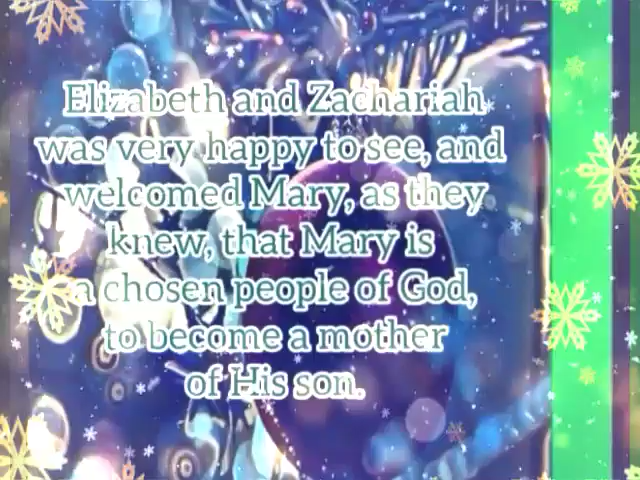 Elizabeth and Zachariah
was very happy to see, and
welcomed Mary, as they
knew, that Mary is
a chosen people of God,
to become a mother
of His son.